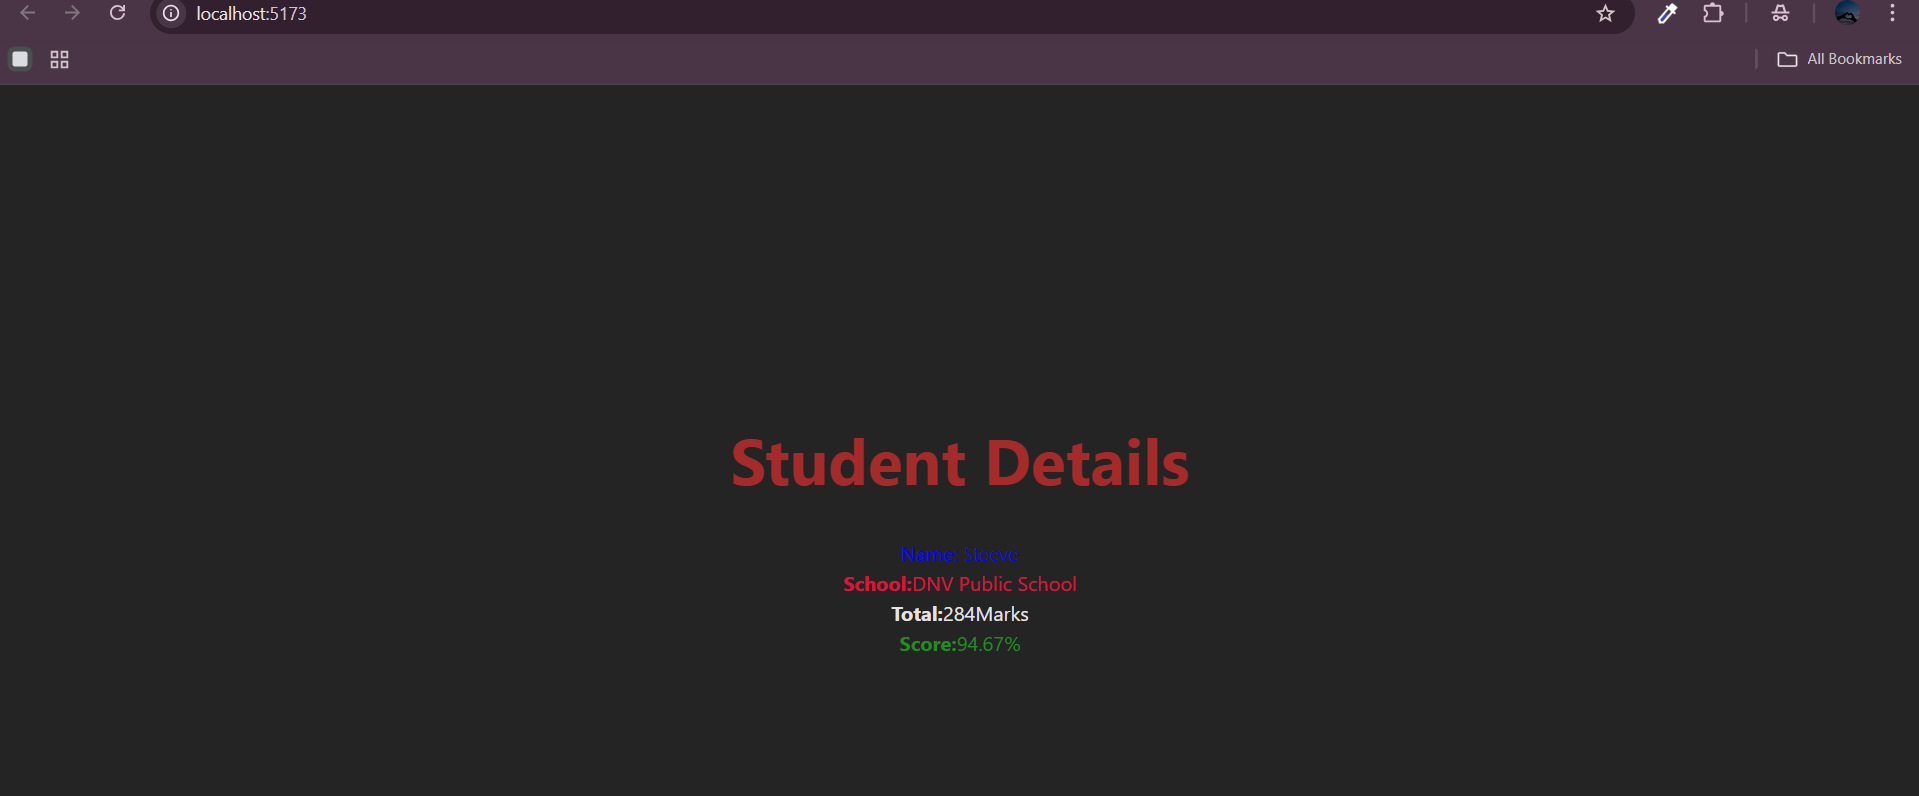 localhost:5173
All Bookmarks
Student Details
Name:
School:DNV Public School
Total:284Marks
Score:94.67%